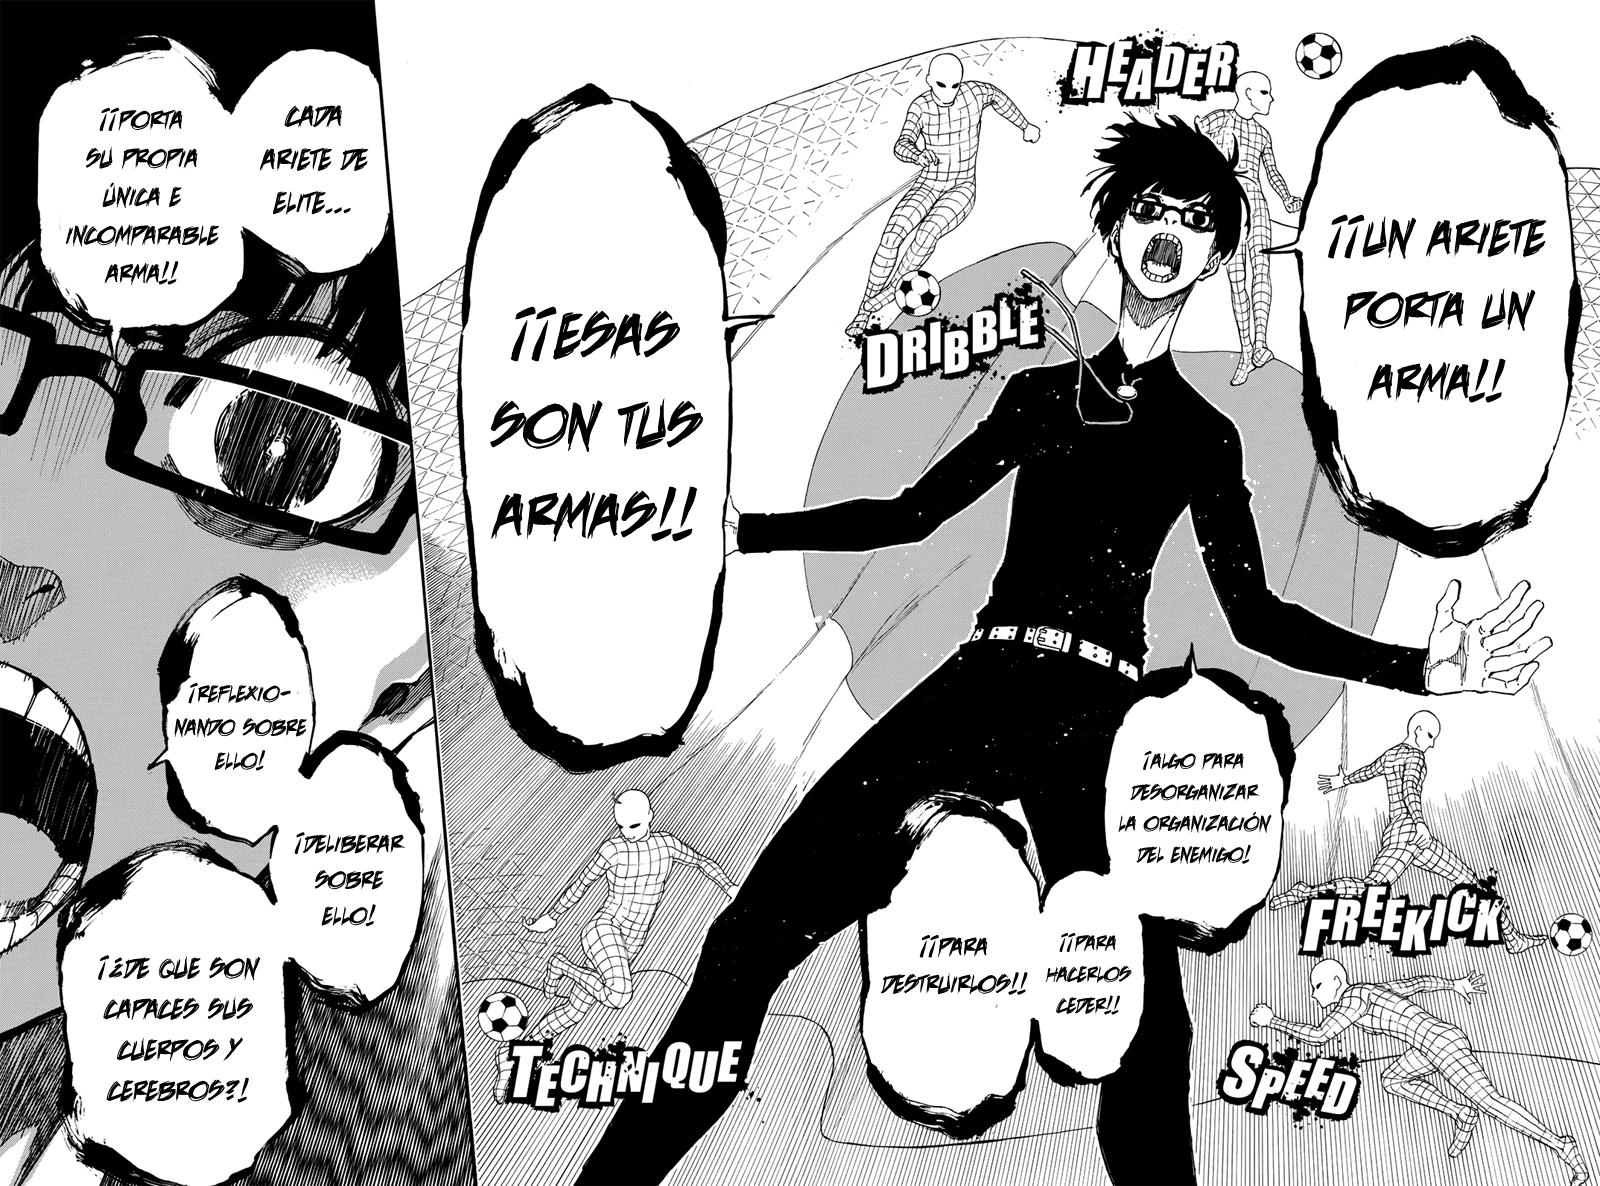 HEADER
¡¡UN ARIETE
PORTA UN
ARMA!!
DRIBBLE
¡ALGO PARA
DESORGANIZAR
LA ORGANIZACIÓN
DEL ENEMIGO!
¡¡PARA
HACERLOS
CEDER!!
¡¡PARA
DESTRUIRLOS!!
FREEKICK
SPEED
¡¡ESAS
SON TUS
ARMAS!!
TECHNIQUE
CADA
ARIETE DE
ELITE...
¡¡PORTA
SU PROPIA
ÚNICA E
INCOMPARABLE
ARMA!!
¡REFLEXIO-
NANDO SOBRE
ELLO!
¡DELIBERAR
SOBRE
ELLO!
¡¿DE QUE SON
CAPACES SUS
CUERPOS Y
CEREBROS?!